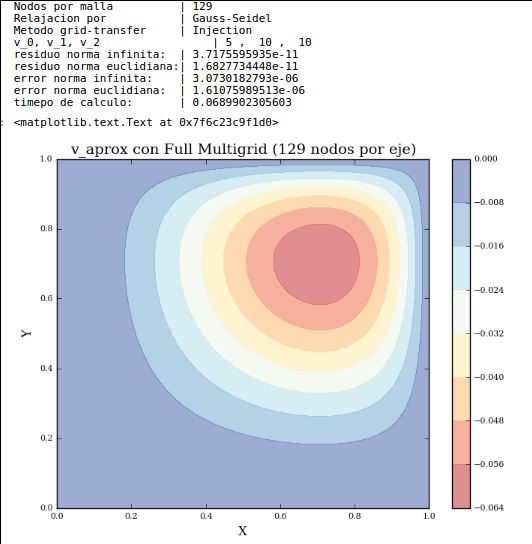 Nodos por malla | 129
Relajacion por | Gauss-Seidel
Metodo grid-transfer | Injection
v_0, v_1, v_2 | 5 , 10 , 10
residuo norma infinita: | 3.7175595935e-11
residuo norma euclidiana:| 1.6827734448e-11
error norma infinita: | 3.0730182793e-06
error norma euclidiana: | 1.61075989513e-06
timepo de calculo: | 0.0689902305603
<matplotlib.text.Text at 0x7f6c23c9f1d0>
v_aprox con Full Multigrid (129 nodos por eje)
1.0
0.8
0.6
0.4
0.2
0.0
Y
0.0 0.2 0.4 0.6 0.8 1.0
X
0.000
−0.008
−0.016
−0.024
−0.032
−0.040
−0.048
−0.056
−0.064